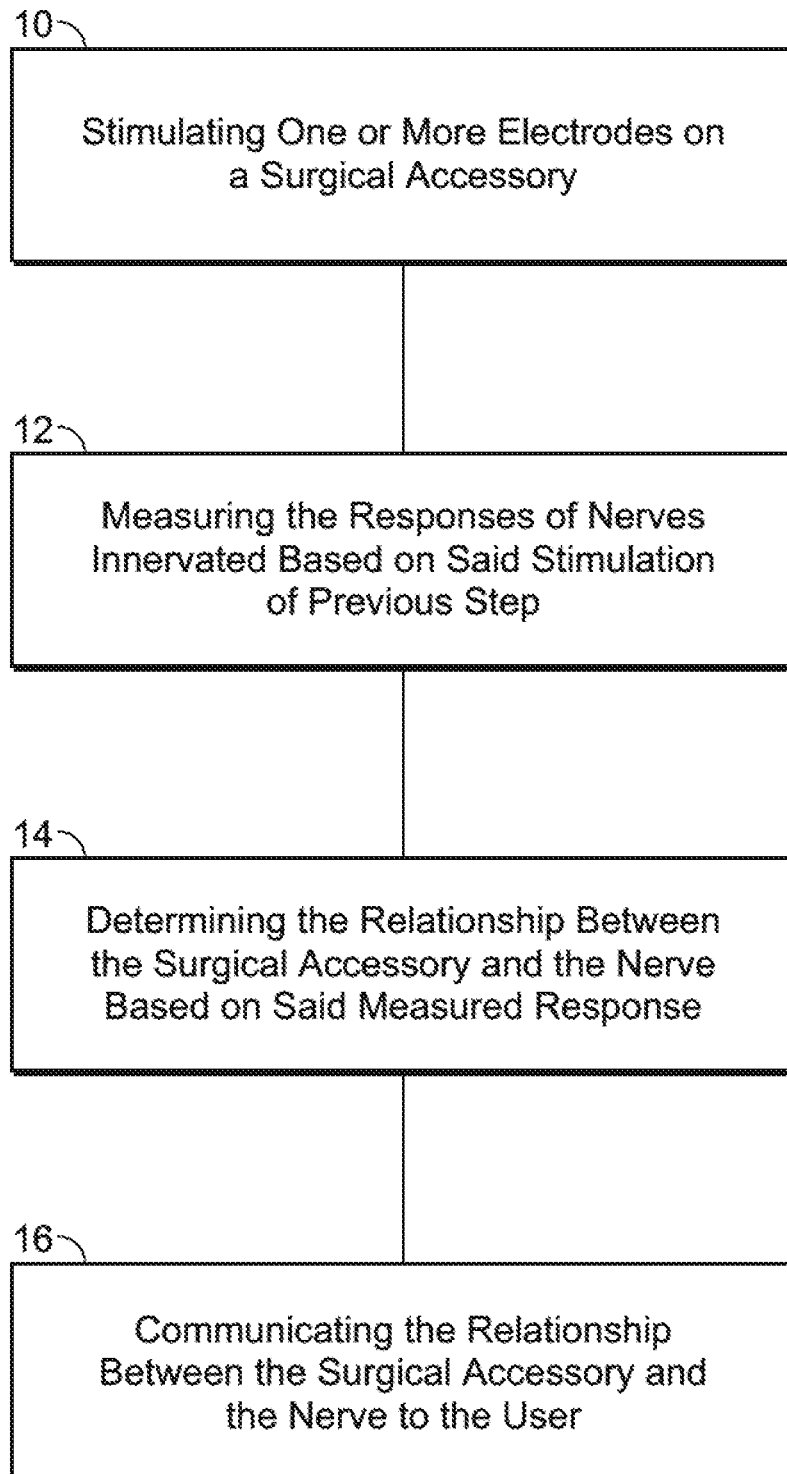 10
Stimulating One or More Electrodes on
a Surgical Accessory
12
Measuring the Responses of Nerves
Innervated Based on Said Stimulation
of Previous Step
14
Determining the Relationship Between
the Surgical Accessory and the Nerve
Based on Said Measured Response
16
Communicating the Relationship
Between the Surgical Accessory and
the Nerve to the User